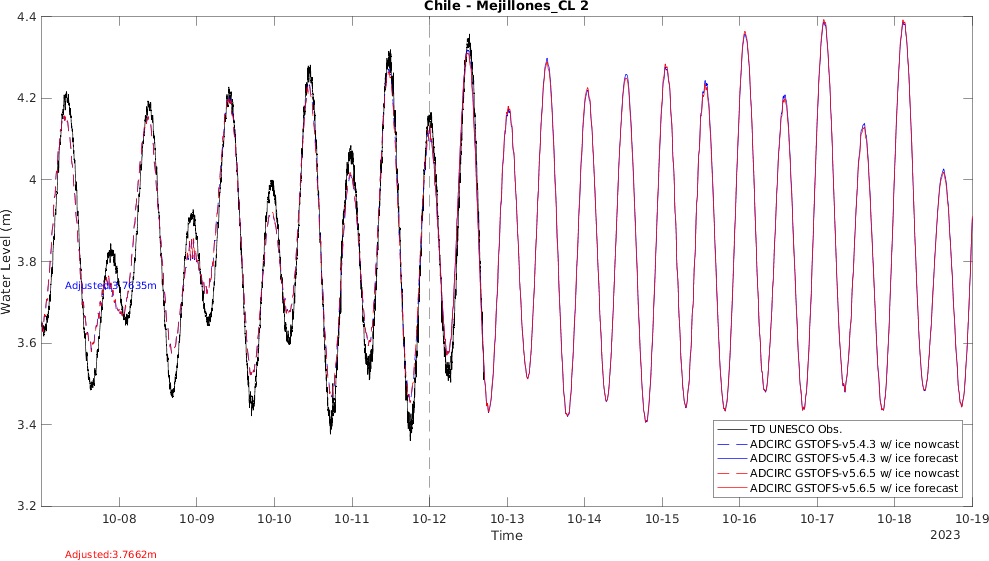 Chile - Mejillones_CL 2
4.4
4.2
4
3.8
3.6
3.4
3.2
Water Level (m)
Adjusted:3.7635m
TD UNESCO Obs.
ADCIRC GSTOFS-v5.4.3 w/ ice nowcast
ADCIRC GSTOFS-v5.4.3 w/ ice forecast
ADCIRC GSTOFS-v5.6.5 w/ ice nowcast
ADCIRC GSTOFS-v5.6.5 w/ ice forecast
10-08 10-09 10-10 10-11 10-12 10-13 10-14 10-15 10-16 10-17 10-18 10-19
Time
2023
Adjusted:3.7662m